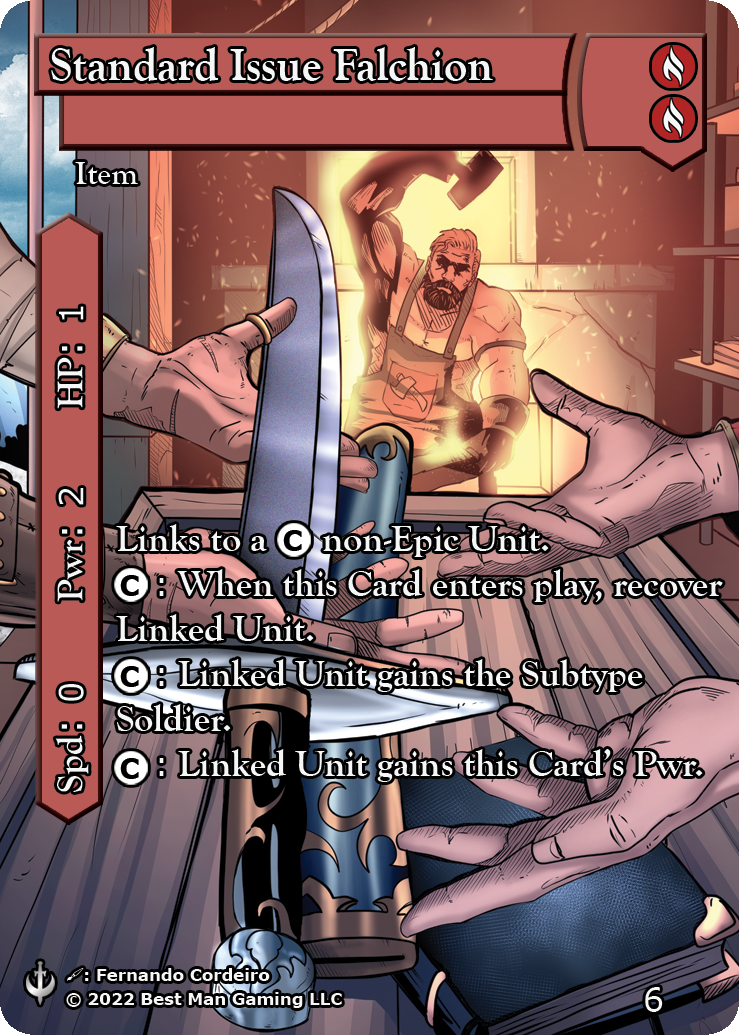 Standard Issue Falchion
Item
HP: 1
Pwr: 2
Spd: 0
Links to a C non-Epic Unit.
C: When this Card enters play, recover
Linked Unit.
C: Linked Unit gains the Subtype
Soldier.
C: Linked Unit gains this Card's Pwr.
: Fernando Cordeiro
© 2022 Best Man Gaming LLC
6